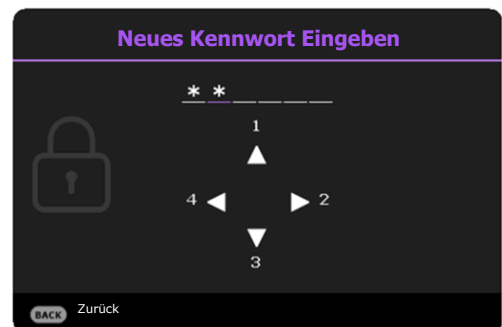 Neues Kennwort Eingeben
* * _ _ _ _
1
4 2
3
BACK Zurück